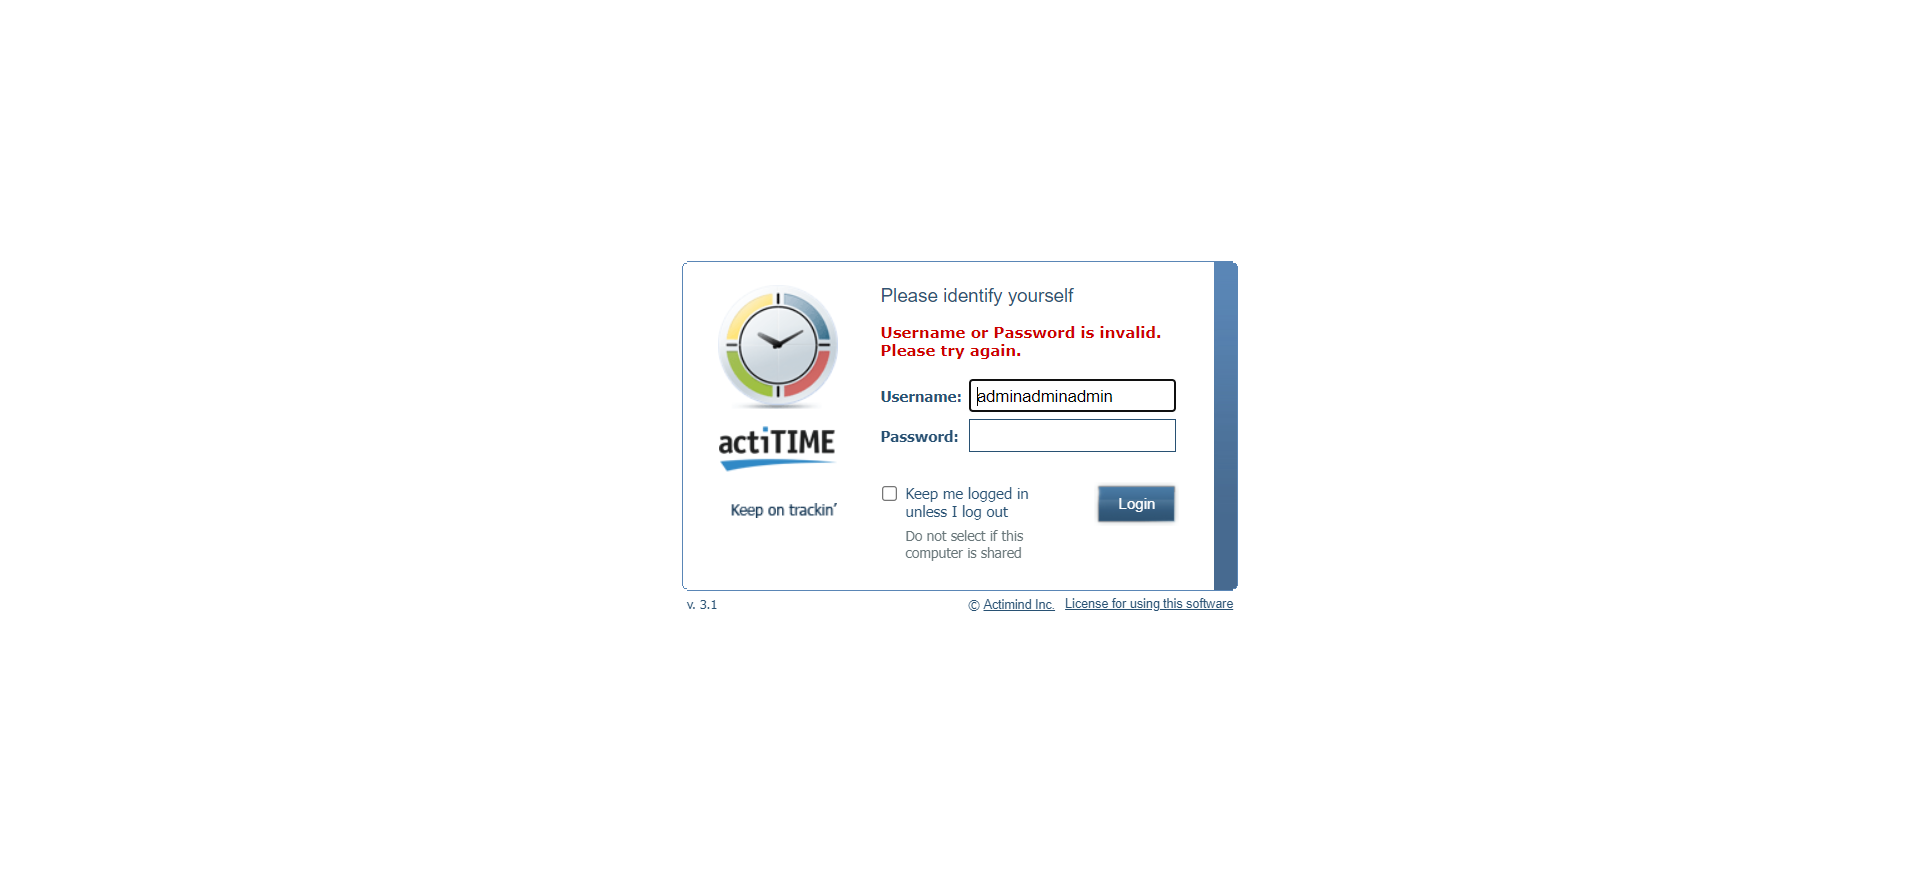 Please identify yourself
Username or Password is invalid.
Please try again.
Username: adminadminadmin
Password:
actiTIME
Keep on trackin'
Keep me logged in
unless I log out
Login
Do not select if this
computer is shared
v. 3.1
© Actimind Inc. License for using this software